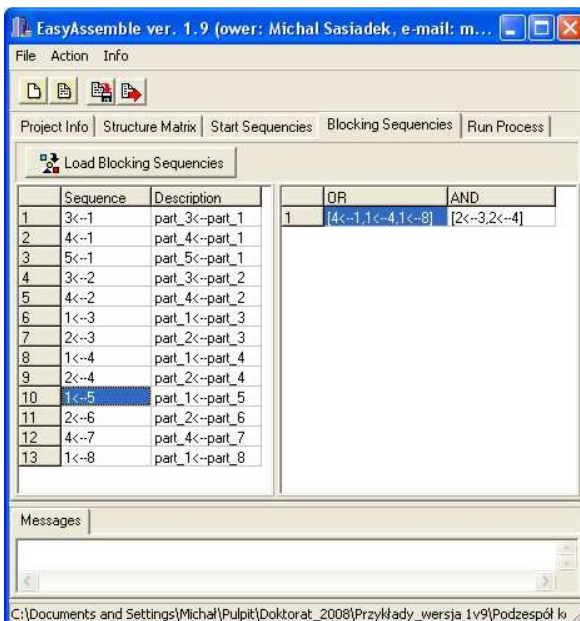 EasyAssemble ver. 1.9 (ower: Michal Sasiadek, e-mail: m...
File Action Info
Project Info Structure Matrix Start Sequencies Blocking Sequencies Run Process
Load Blocking Sequencies
Sequence Description
1 3<--1 part_3<--part_1
2 4<--1 part_4<--part_1
3 5<--1 part_5<--part_1
4 3<--2 part_3<--part_2
5 4<--2 part_4<--part_2
6 1<--3 part_1<--part_3
7 2<--3 part_2<--part_3
8 1<--4 part_1<--part_4
9 2<--4 part_2<--part_4
10 1<--5 part_1<--part_5
11 2<--6 part_2<--part_6
12 4<--7 part_4<--part_7
13 1<--8 part_1<--part_8
OR AND
1 [4<--1,1<--4,1<--8] [2<--3,2<--4]
Messages
C:\Documents and Settings\Michał\Pulpit\Doktorat_2008\Przykłady_wersja 1v9\Podzespół